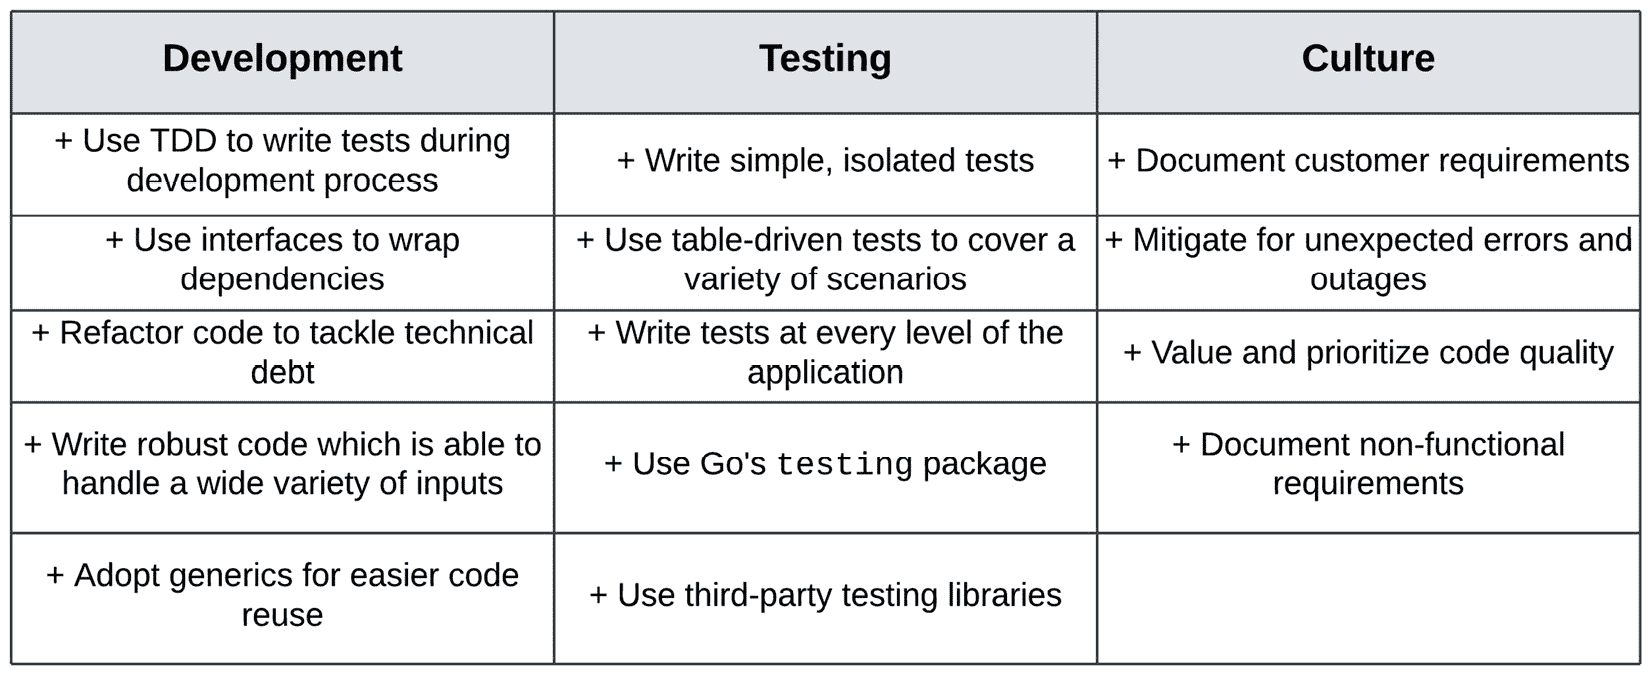 Development
Testing
Culture
+ Use TDD to write tests during
development process
+ Write simple, isolated tests
+ Document customer requirements
+ Use interfaces to wrap
dependencies
+ Use table-driven tests to cover a
variety of scenarios
+ Mitigate for unexpected errors and
outages
+ Refactor code to tackle technical
debt
+ Write tests at every level of the
application
+ Value and prioritize code quality
+ Write robust code which is able to
handle a wide variety of inputs
+ Use Go's testing package
+ Document non-functional
requirements
+ Adopt generics for easier code
reuse
+ Use third-party testing libraries